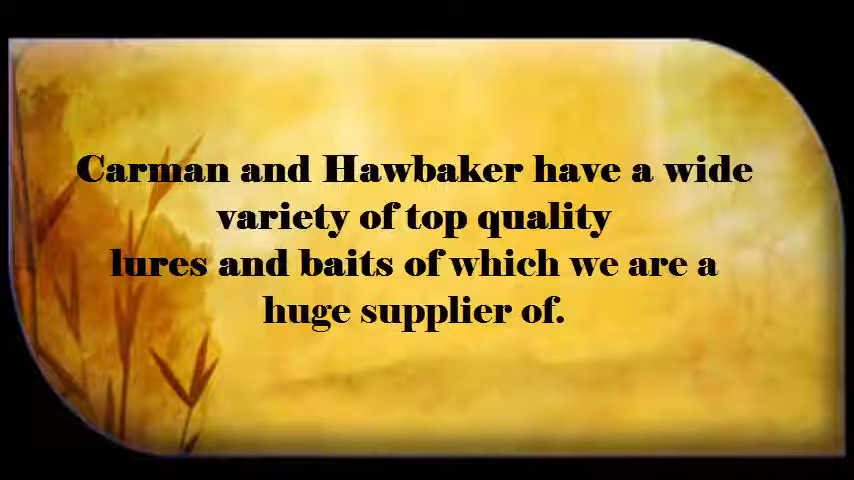 Carman and Hawbaker have a wide
variety of top quality
lures and baits of which we are a
huge supplier of.